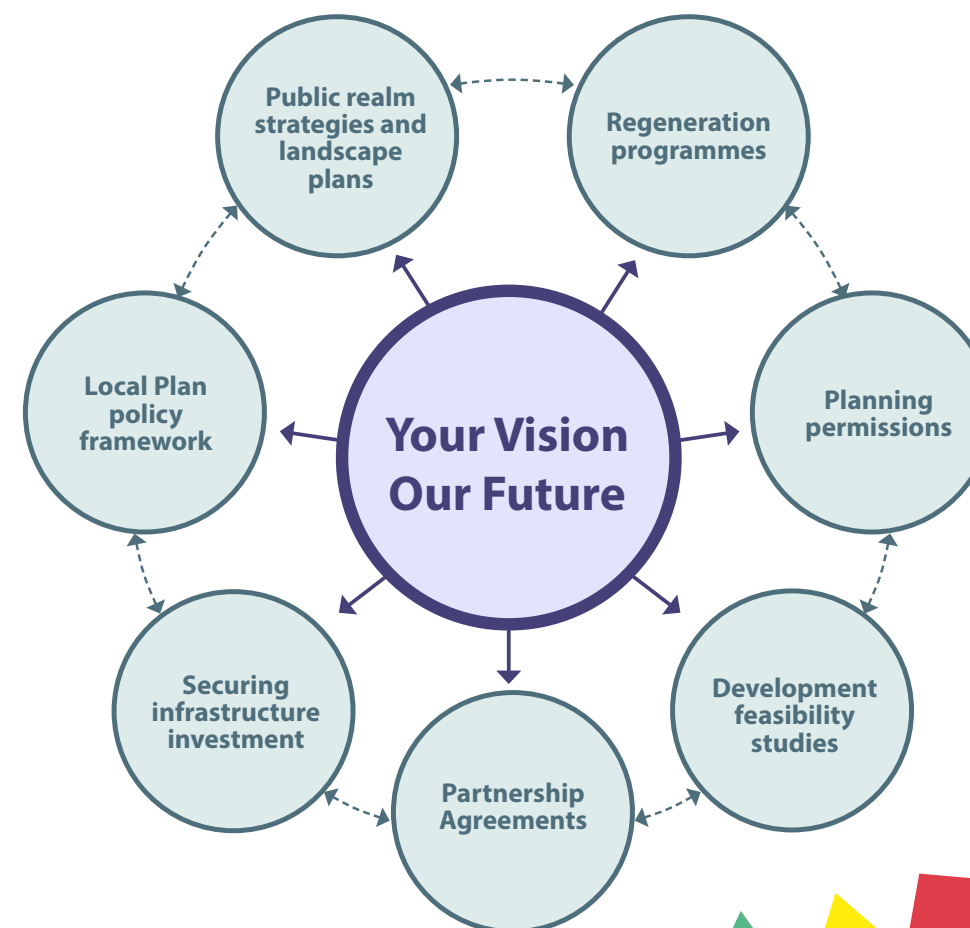 Public realm
strategies and
landscape
plans
Regeneration
programmes
Local Plan
policy
framework
Your Vision
Our Future
Planning
permissions
Securing
infrastructure
investment
Development
feasibility
studies
Partnership
Agreements